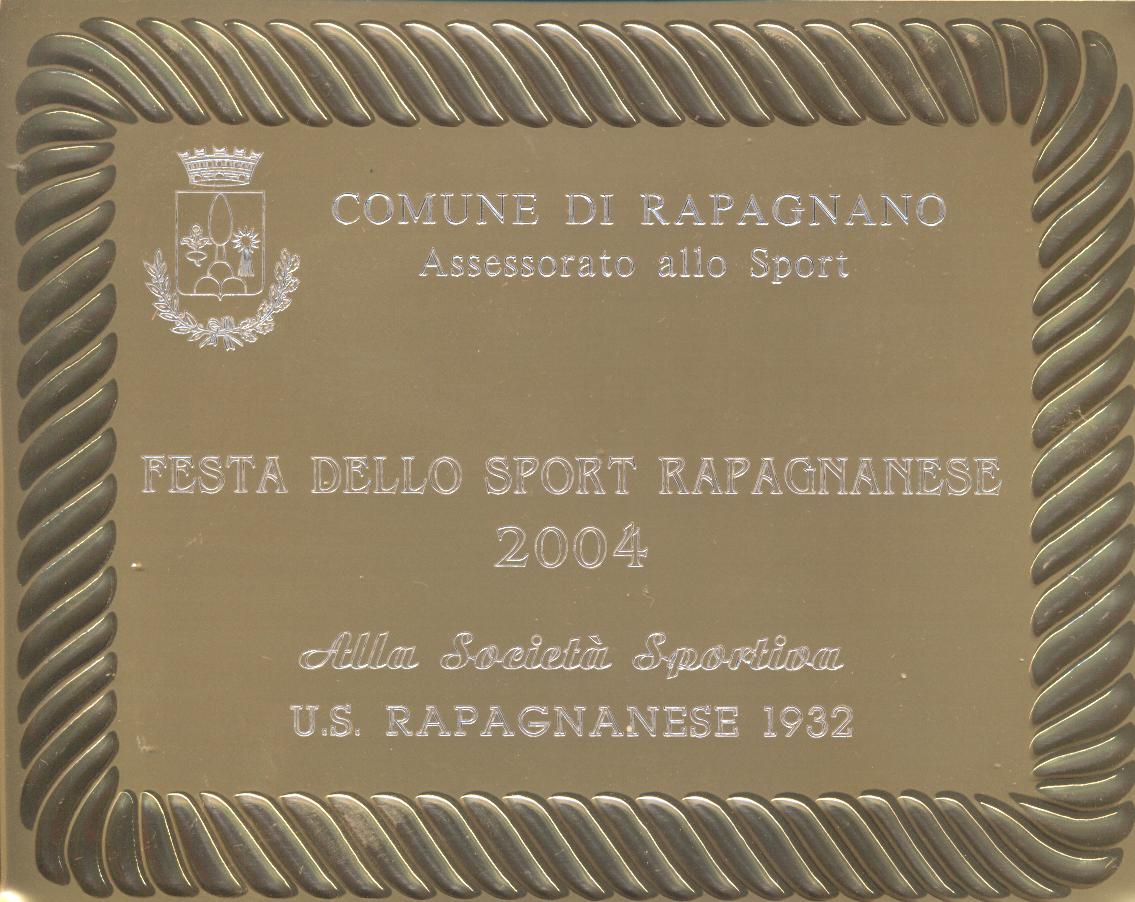 COMUNE DI RAPAGNANO
Assessorato allo Sport
FESTA DELLO SPORT RAPAGNANESE
2004
Alla Società Sportiva
U.S. RAPAGNANESE 1932